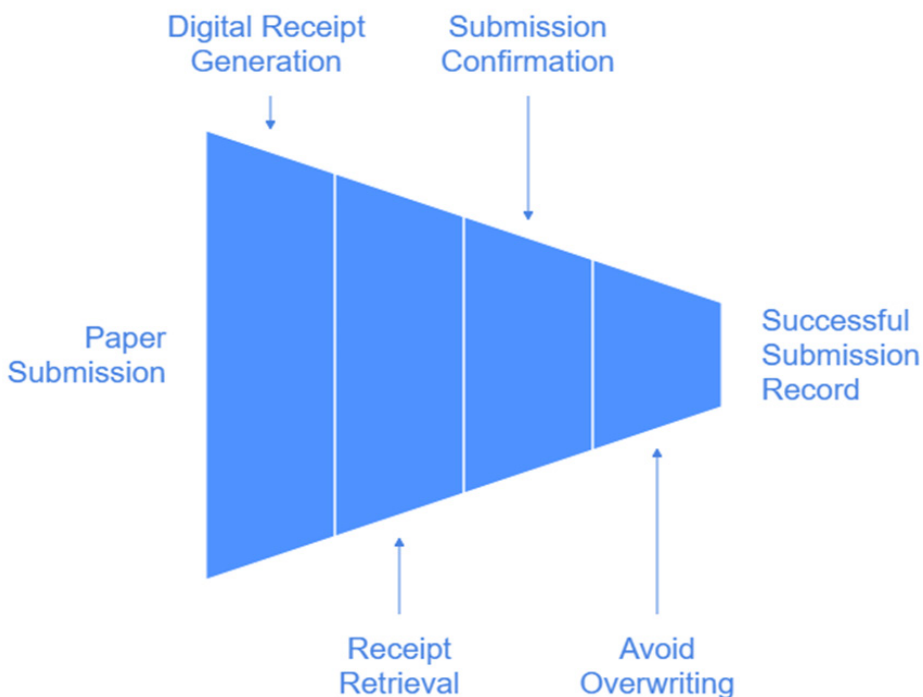 Digital Receipt
Generation
Submission
Confirmation
Paper
Submission
Successful
Submission
Record
Receipt
Retrieval
Avoid
Overwriting